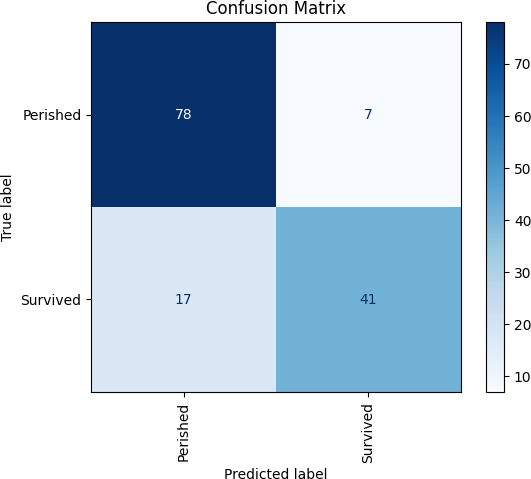 Confusion Matrix
True label
Perished
78
7
Survived
17
41
Perished
Survived
Predicted label
70
60
50
40
30
20
10